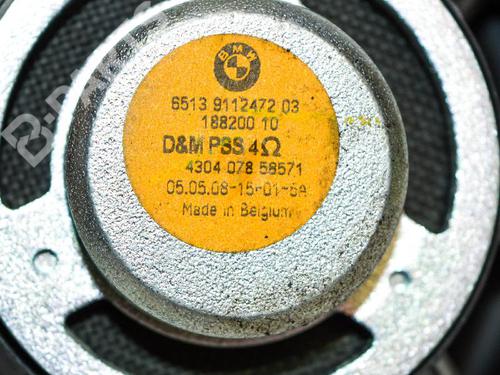 BMW
6513 9112472 03
188200 10
D&M PSS 4Ω
4304 078 58571
05.05.08-15-01-5A
Made in Belgium